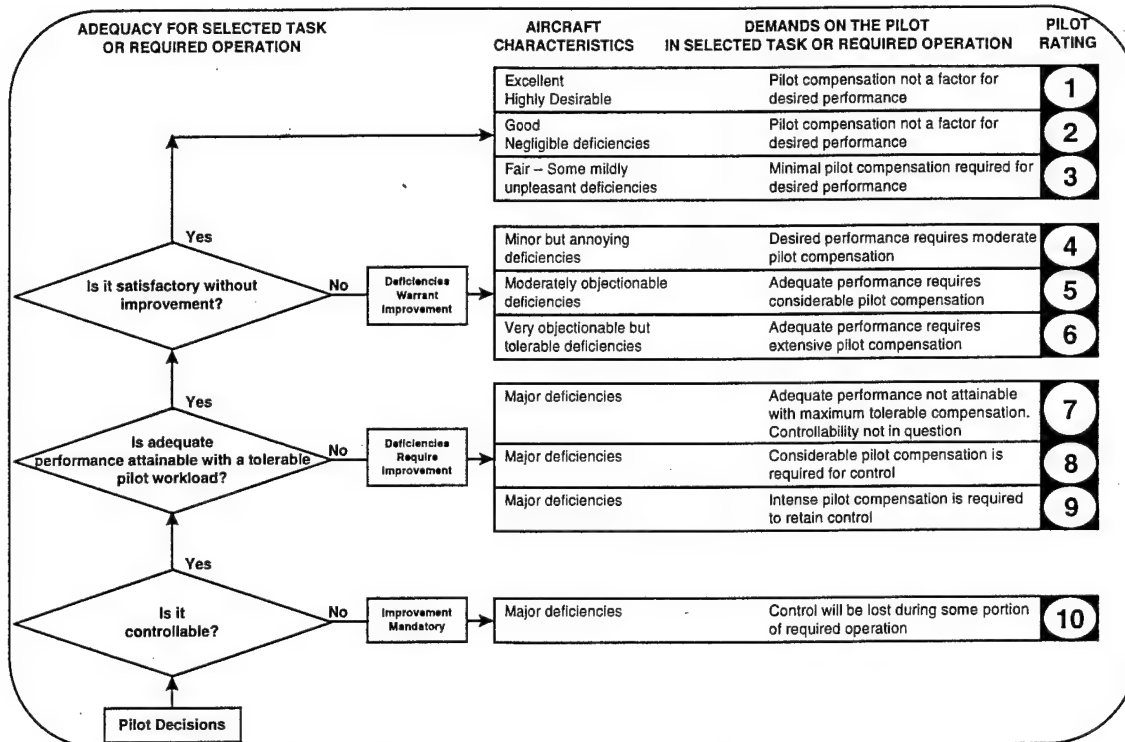 ADEQUACY FOR SELECTED TASK
OR REQUIRED OPERATION
AIRCRAFT
CHARACTERISTICS
DEMANDS ON THE PILOT
IN SELECTED TASK OR REQUIRED OPERATION
PILOT
RATING
Excellent
Highly Desirable
Pilot compensation not a factor for
desired performance
1
Good
Negligible deficiencies
Pilot compensation not a factor for
desired performance
2
Fair – Some mildly
unpleasant deficiencies
Minimal pilot compensation required for
desired performance
3
Yes
Is it satisfactory without
improvement?
No
Deficiencies
Warrant
Improvement
Minor but annoying
deficiencies
Desired performance requires moderate
pilot compensation
4
Moderately objectionable
deficiencies
Adequate performance requires
considerable pilot compensation
5
Very objectionable but
tolerable deficiencies
Adequate performance requires
extensive pilot compensation
6
Yes
Is adequate
performance attainable with a tolerable
pilot workload?
No
Deficiencies
Require
Improvement
Major deficiencies
Adequate performance not attainable
with maximum tolerable compensation.
Controllability not in question
7
Major deficiencies
Considerable pilot compensation is
required for control
8
Major deficiencies
Intense pilot compensation is required
to retain control
9
Yes
Is it
controllable?
No
Improvement
Mandatory
Major deficiencies
Control will be lost during some portion
of required operation
10
Pilot Decisions